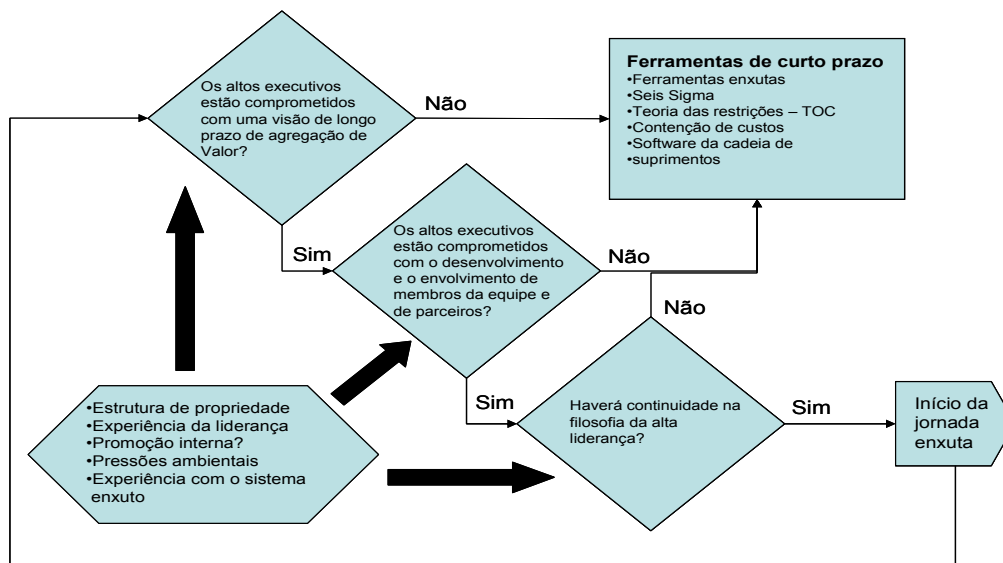 Os altos executivos
estão comprometidos
com uma visão de longo
prazo de agregação de
Valor?
Não
Ferramentas de curto prazo
•Ferramentas enxutas
•Seis Sigma
•Teoria das restrições – TOC
•Contenção de custos
•Software da cadeia de
•suprimentos
Sim
Os altos executivos
estão comprometidos
com o desenvolvimento
e o envolvimento de
membros da equipe e
de parceiros?
Não
Não
Sim
Haverá continuidade na
filosofia da alta
liderança?
Sim
Início da
jornada
enxuta
•Estrutura de propriedade
•Experiência da liderança
•Promoção interna?
•Pressões ambientais
•Experiência com o sistema
enxuto